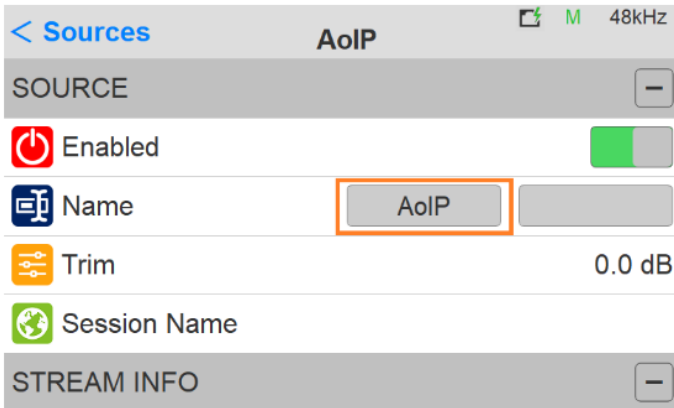 < Sources
AoIP
M 48kHz
SOURCE
Enabled
Name AoIP
Trim 0.0 dB
Session Name
STREAM INFO